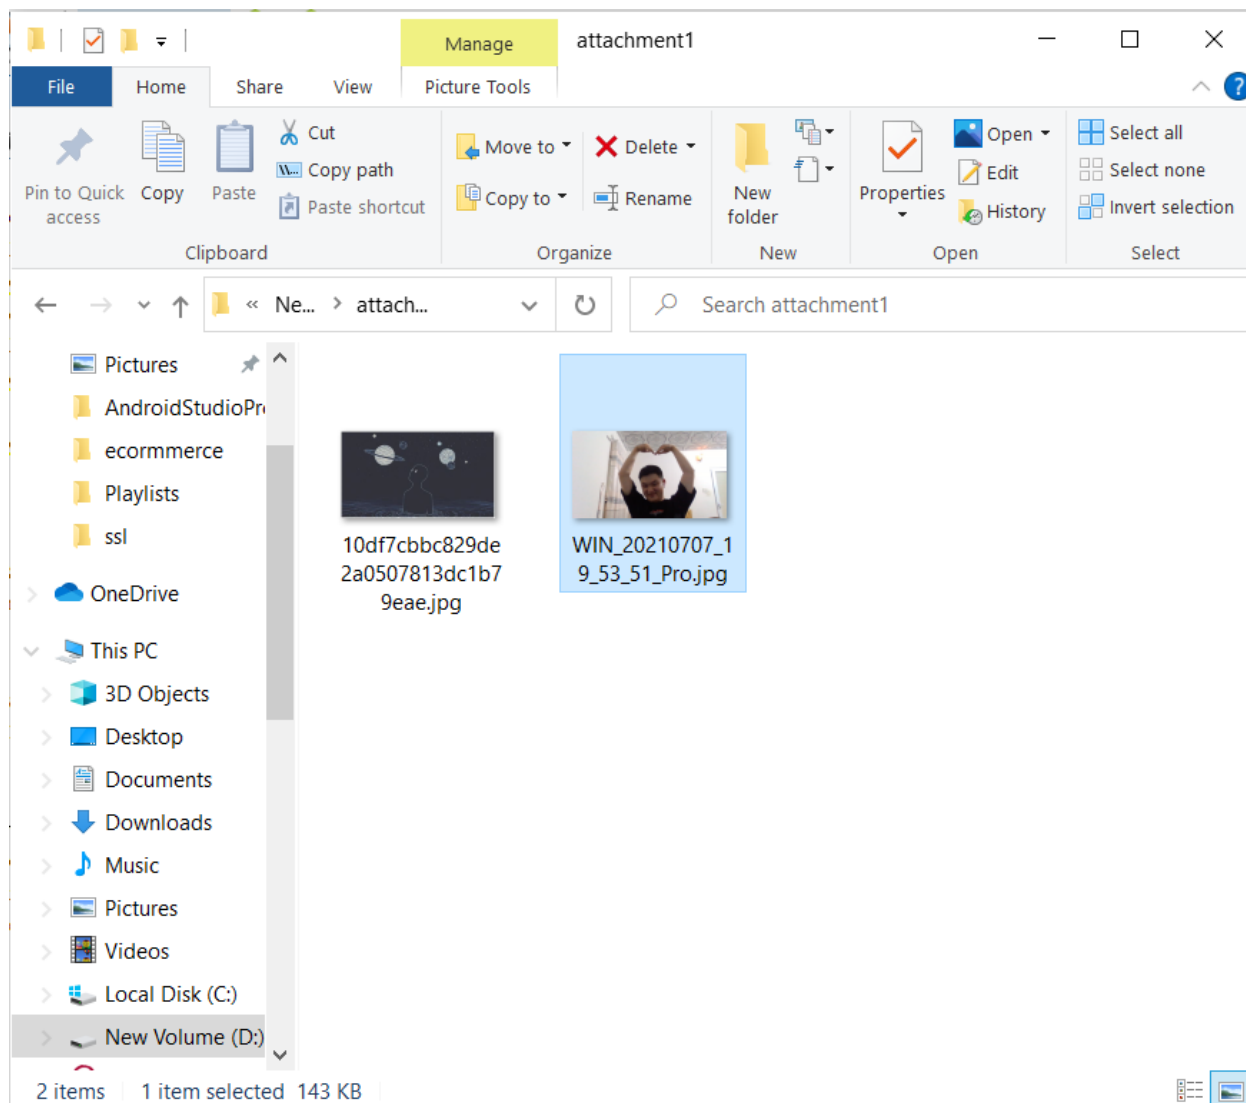 Manage
attachment1
File
Home
Share
View
Picture Tools
?
Pin to Quick
access
Copy
Paste
Cut
W... Copy path
Paste shortcut
Clipboard
Move to
Copy to
Delete
Rename
Organize
New
folder
New
Properties
Open
Edit
History
Open
Select all
Select none
Invert selection
Select
« Ne... > attach...
Search attachment1
Pictures
AndroidStudioPr
ecormmerce
Playlists
ssl
OneDrive
This PC
3D Objects
Desktop
Documents
Downloads
Music
Pictures
Videos
Local Disk (C:)
New Volume (D:)
10df7cbbc829de
2a0507813dc1b7
9eae.jpg
WIN_20210707_1
9_53_51_Pro.jpg
2 items
1 item selected 143 KB